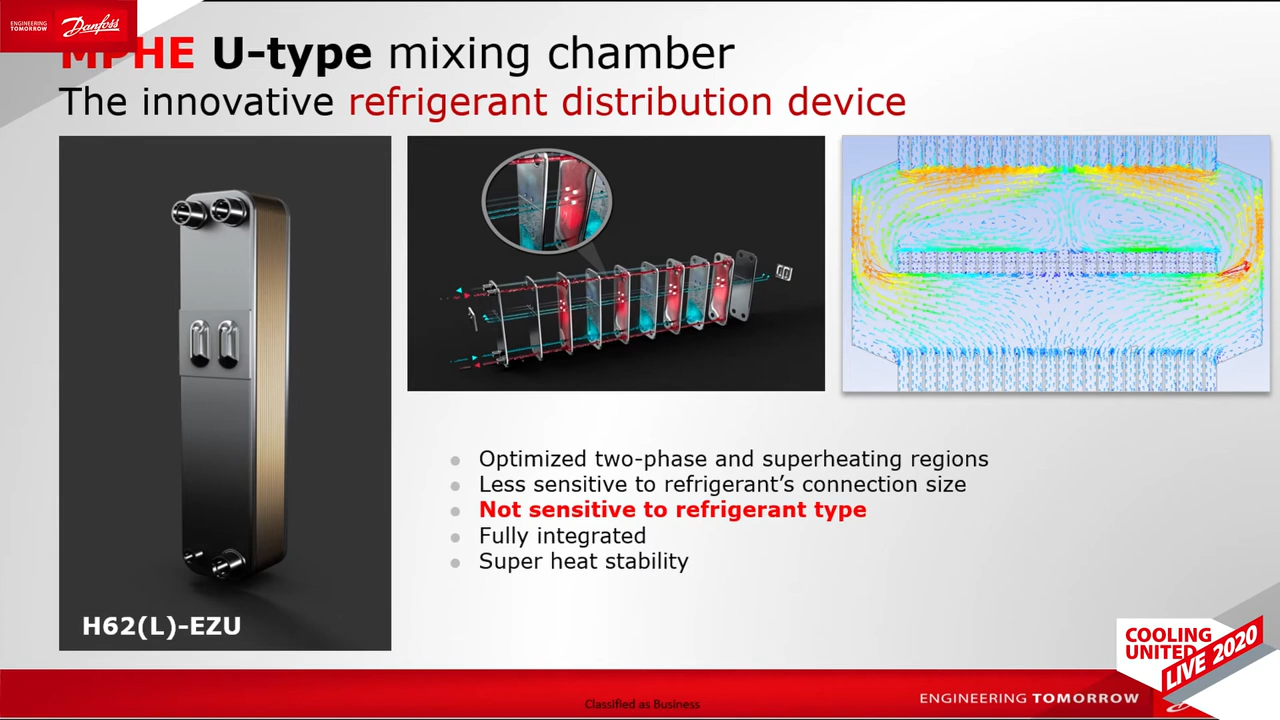 ENGINEERING
TOMORROW
Danfoss
MPHE U-type mixing chamber
The innovative refrigerant distribution device
H62(L)-EZU
Optimized two-phase and superheating regions
Less sensitive to refrigerant’s connection size
Not sensitive to refrigerant type
Fully integrated
Super heat stability
COOLING
UNITED
LIVE 2020
ENGINEERING TOMORROW
Classified as Business